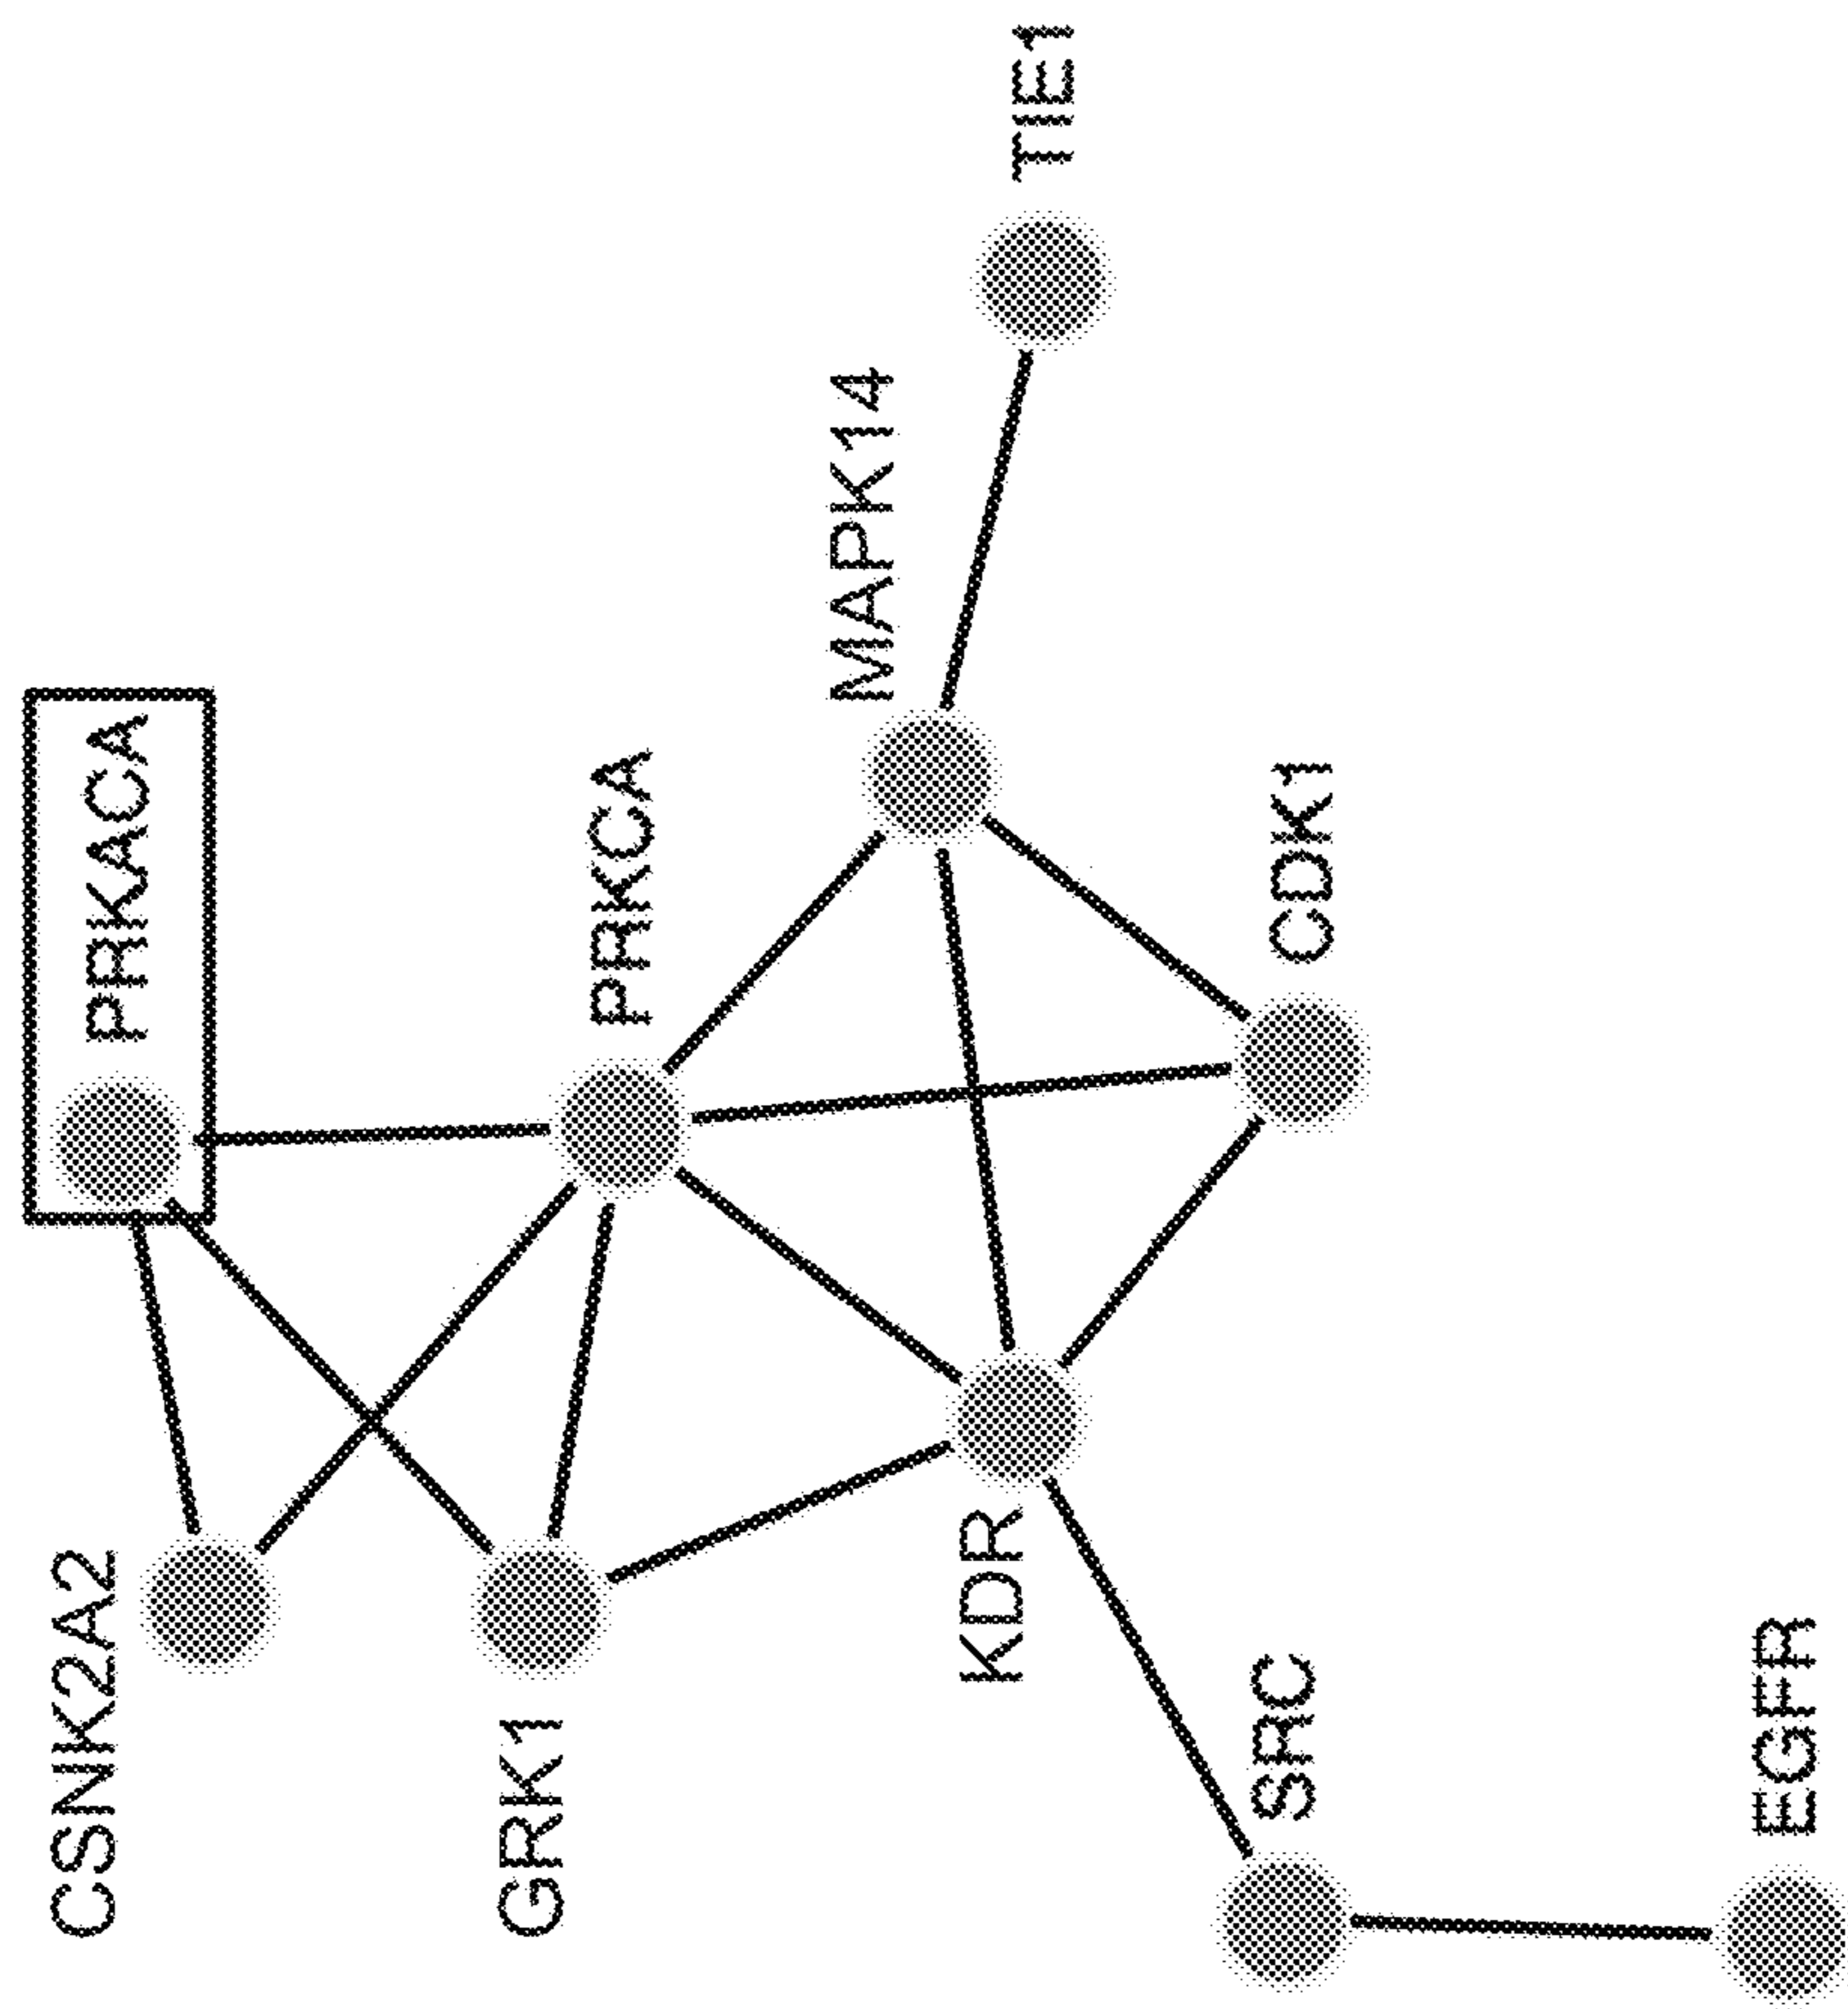 CSNK2A2
PRKACA
GRK1
PRKCA
KDR
MAPK14
TIE1
SRC
CDK1
EGFR